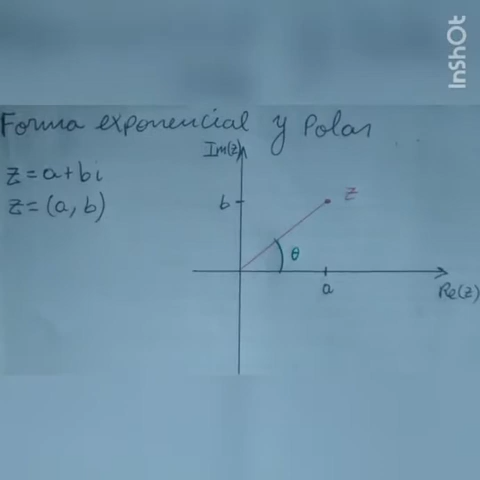 Forma exponencial y Polar
z = a + bi
z = (a, b)
Im(z)
b
z
θ
a
Re(z)
InShOt